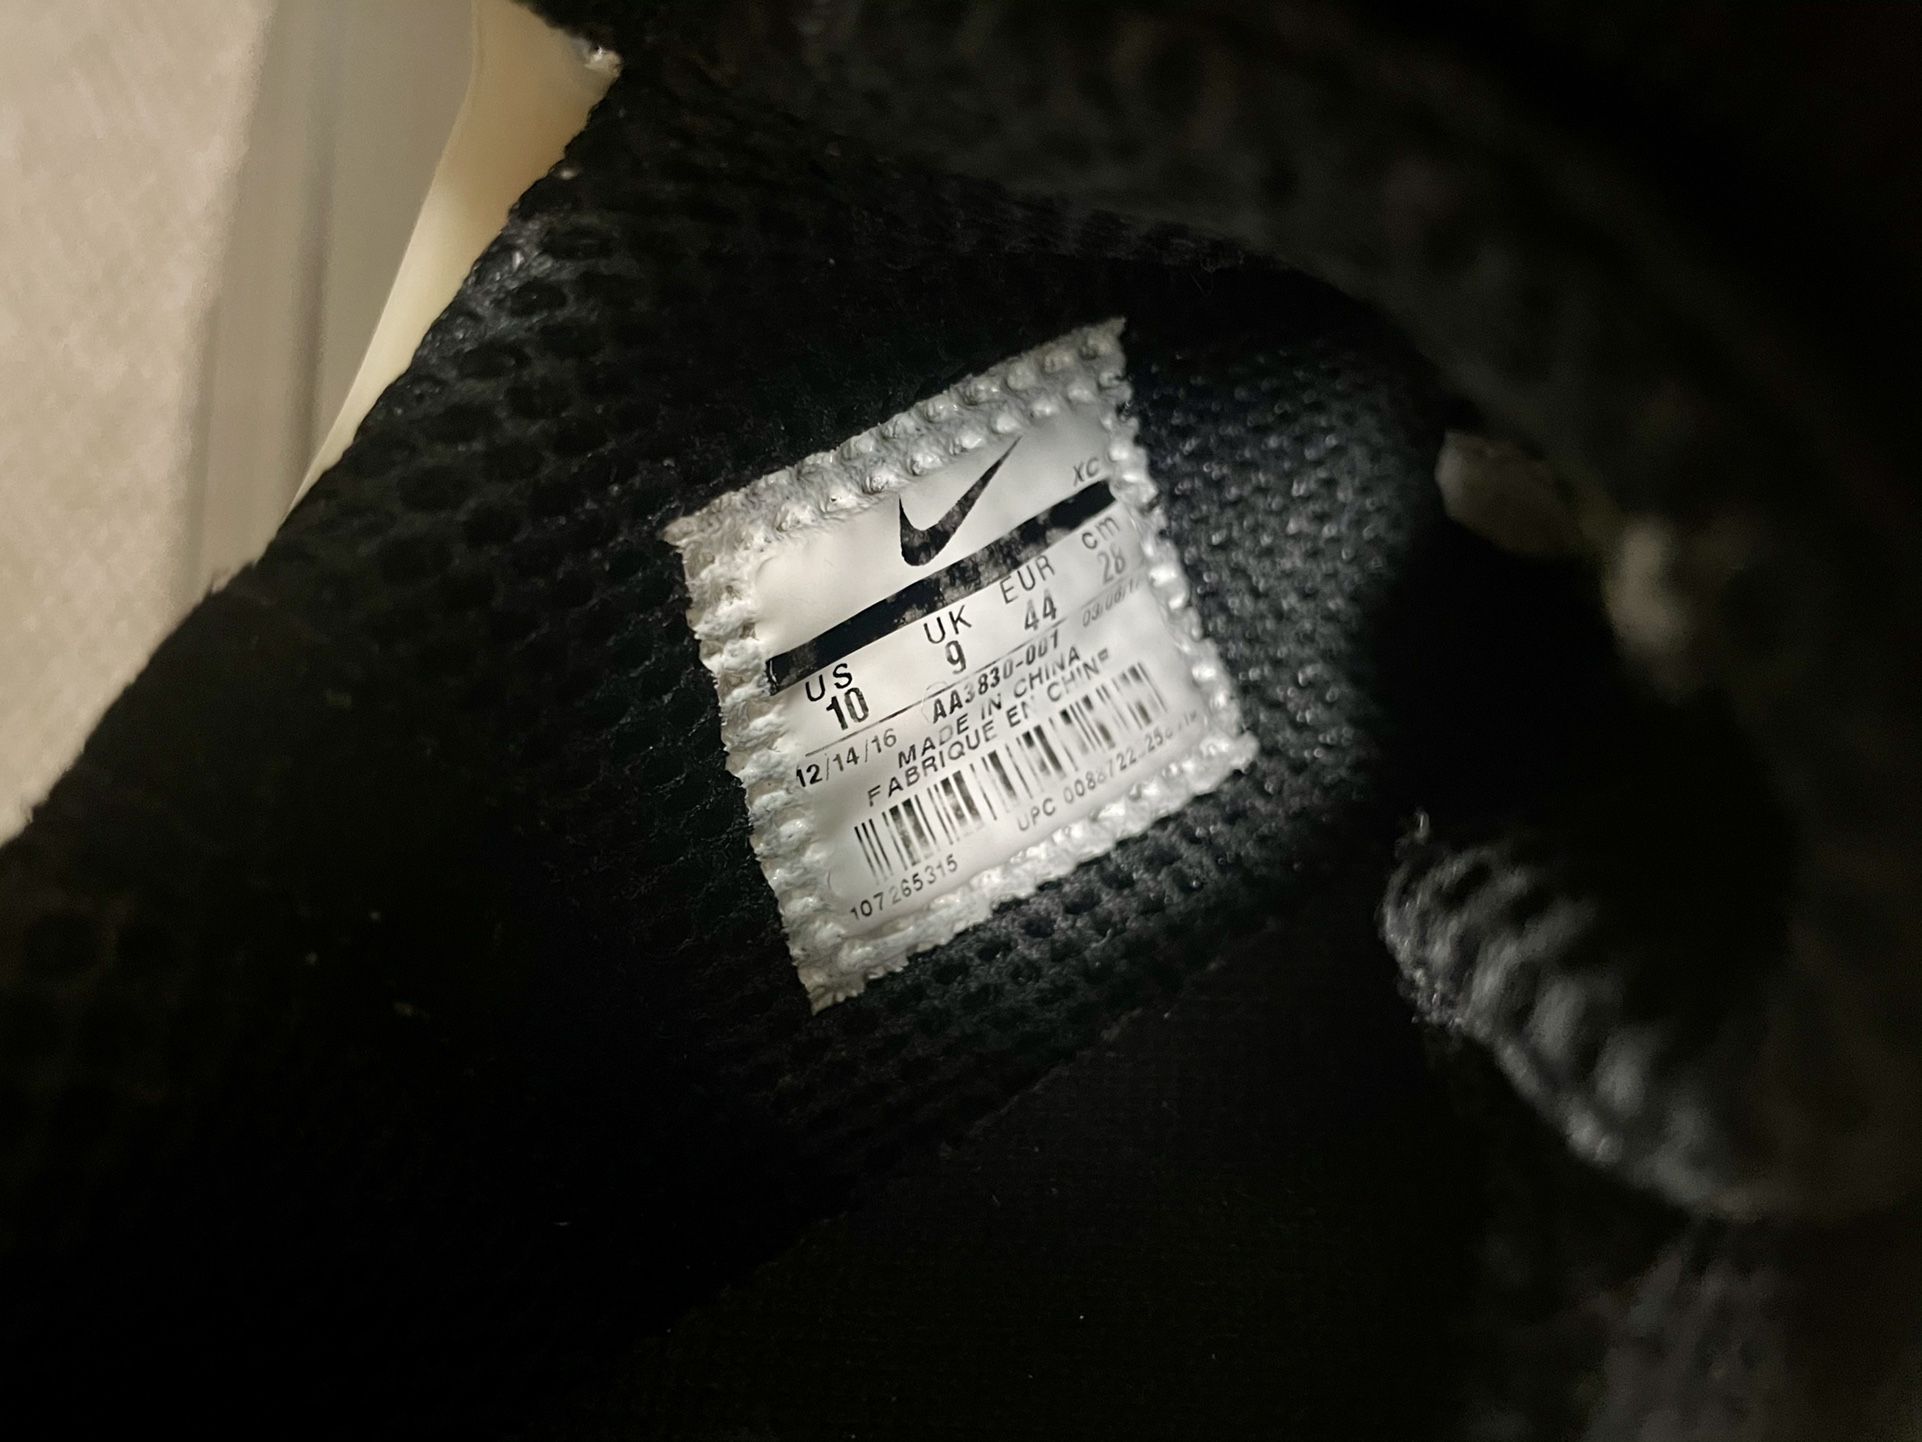 XC
US UK EUR cm
10 9 44 28
12/14/16 AA3830-001
MADE IN CHINA
FABRIQUE EN
107265315 UPC